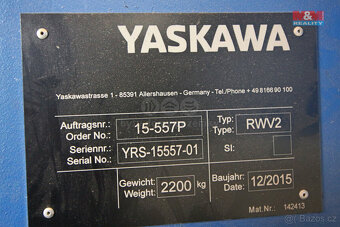 M&M
REALITY
YASKAWA
Yaskawastrasse 1 - 85391 Allershausen - Germany - Tel./Phone + 49 8166 90 100
Auftragsnr.: 15-557P Typ: RWV2
Order No.: Type:
Seriennr.: YRS-15557-01 SI:
Serial No.:
Gewicht: 2200 kg Baujahr: 12/2015
Weight: Date:
Mat.Nr.: 142413
© Bazos.cz